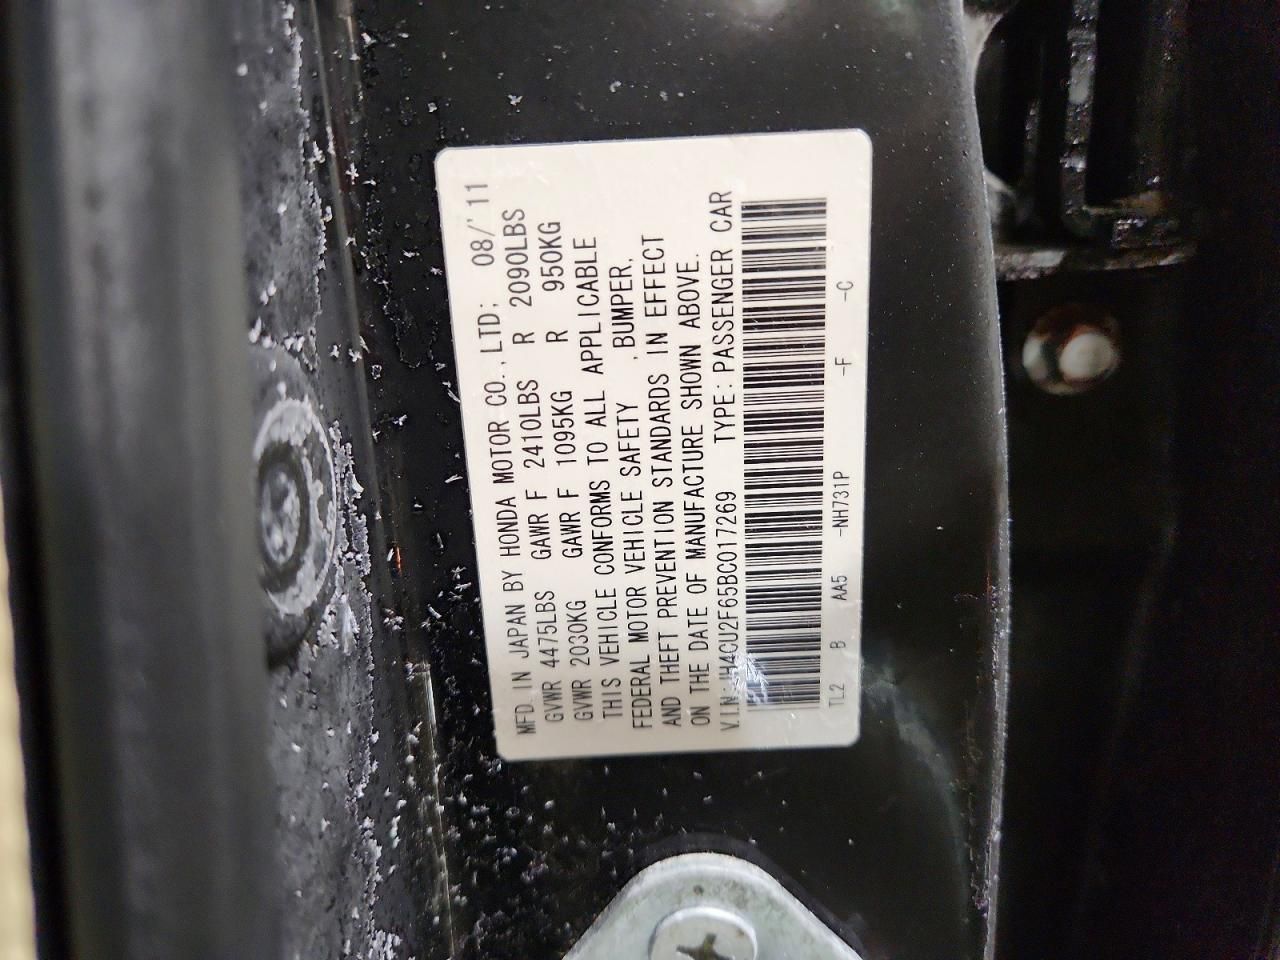 MFD. IN JAPAN BY HONDA MOTOR CO., LTD: 08/'11
GVWR 4475LBS GAWR F 2410LBS R 2090LBS
GVWR 2030KG GAWR F 1095KG R 950KG
THIS VEHICLE CONFORMS TO ALL APPLICABLE
FEDERAL MOTOR VEHICLE SAFETY , BUMPER,
AND THEFT PREVENTION STANDARDS IN EFFECT
ON THE DATE OF MANUFACTURE SHOWN ABOVE.
V.I.N: JH4CU2F65BC017269 TYPE: PASSENGER CAR
TL2 B AA5 -NH731P -F -C